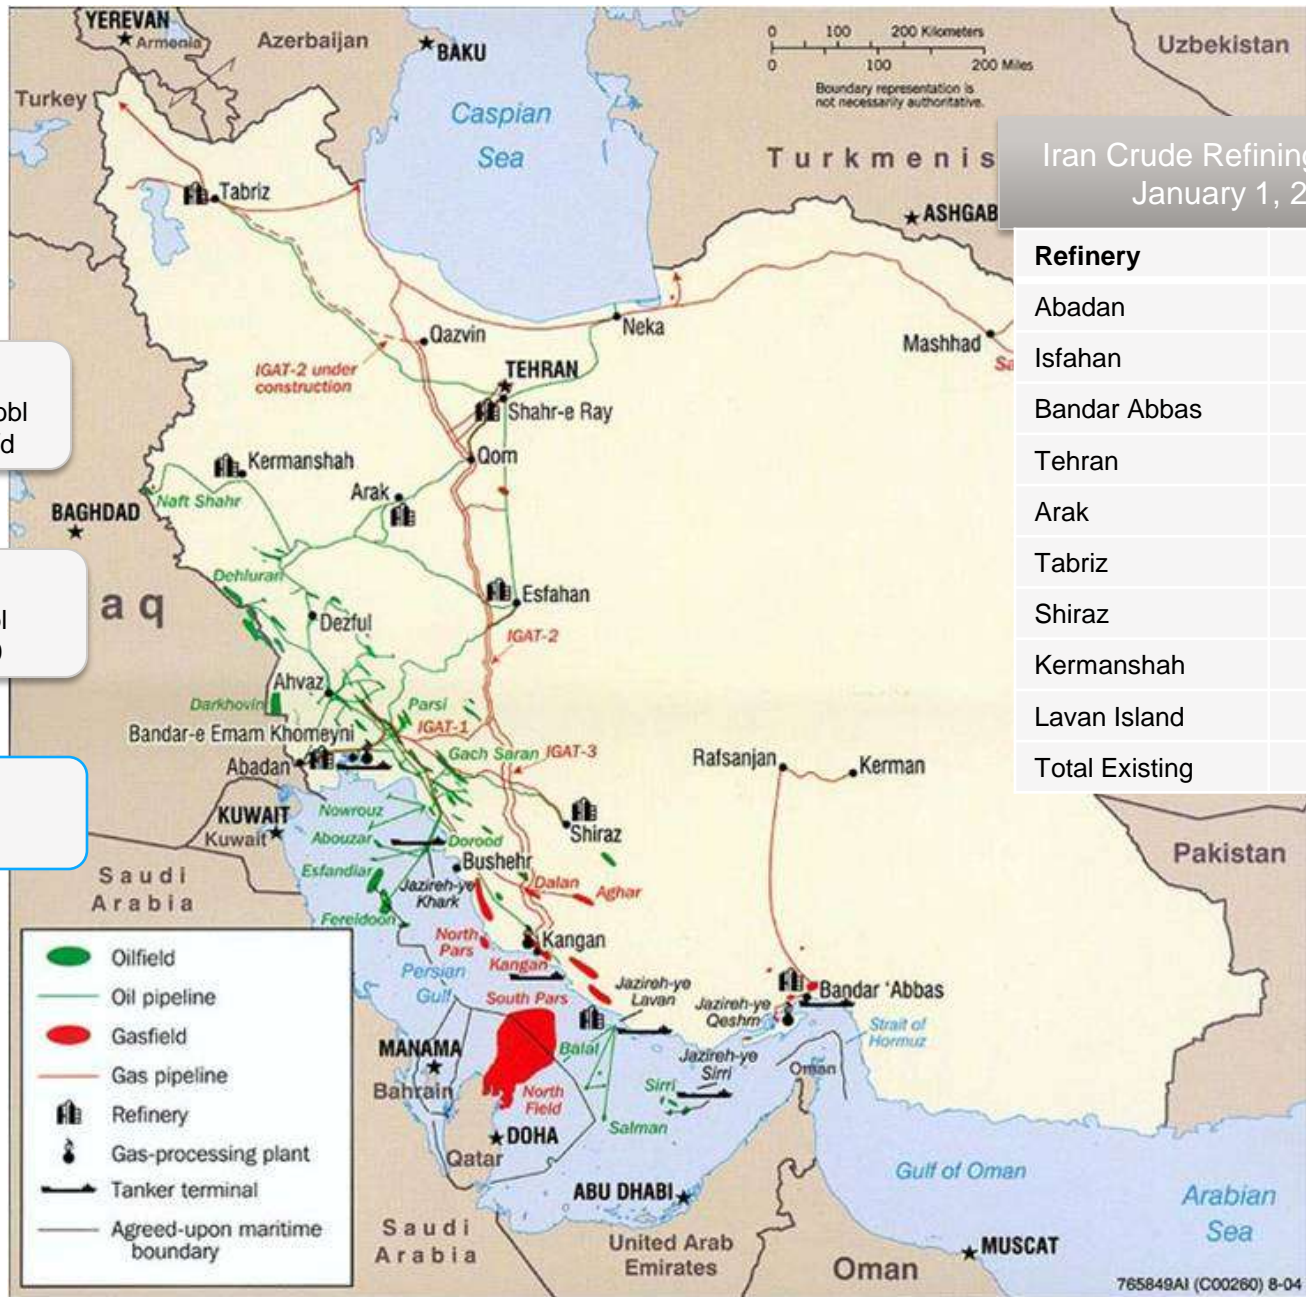 YEREVAN
Armenia
Azerbaijan
BAKU
0 100 200 Kilometers
0 100 200 Miles
Boundary representation is
not necessarily authoritative.
Uzbekistan
Turkey
Caspian
Sea
Turkmenis
Iran Crude Refining
January 1, 2
ASHGAB
Tabriz
Refinery
Abadan
Isfahan
Bandar Abbas
Tehran
Arak
Tabriz
Shiraz
Kermanshah
Lavan Island
Total Existing
Qazvin
Neka
Mashhad
Sa
IGAT-2 under
construction
TEHRAN
Shahr-e Ray
bbl
/d
Qom
Kermanshah
Arak
Naft Shahr
BAGHDAD
Dehluran
aq
Esfahan
Dezful
IGAT-2
Ahvaz
Darkhovin
Parsi
IGAT-1
Bandar-e Emam Khomeyni
Gach Saran
IGAT-3
Abadan
Rafsanjan
Kerman
KUWAIT
Kuwait
Nowrouz
Abouzar
Dorood
Shiraz
Esfandiar
Bushehr
Pakistan
Saudi
Arabia
Jazireh-ye
Khark
Dalan
Aghar
Fereidoon
North
Pars
Kangan
Kangan
Persian
Gulf
South Pars
Jazireh-ye
Lavan
Jazireh-ye
Qeshm
Bandar ‘Abbas
Strait of
Hormuz
MANAMA
Bahrain
Balal
Jazireh-ye
Sirri
Oman
North
Field
Sirri
Salman
DOHA
Qatar
ABU DHABI
Gulf of Oman
Arabian
Sea
Saudi
Arabia
United Arab
Emirates
Oman
MUSCAT
Oilfield
Oil pipeline
Gasfield
Gas pipeline
Refinery
Gas-processing plant
Tanker terminal
Agreed-upon maritime
boundary
765849AI (C00260) 8-04